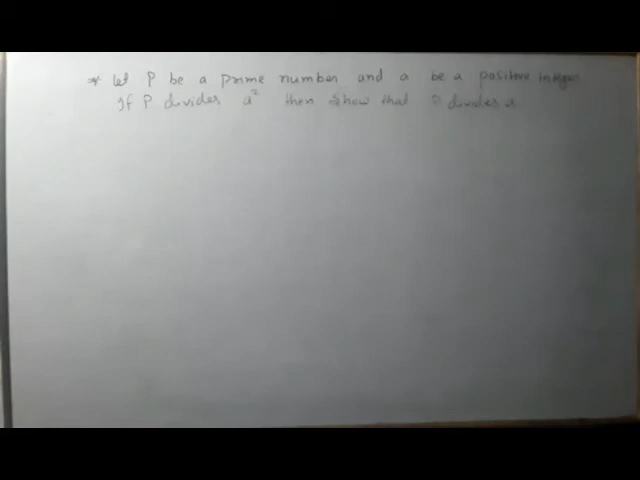 * Let P be a prime number and a be a positive integer
If P divides a² then show that P divides a